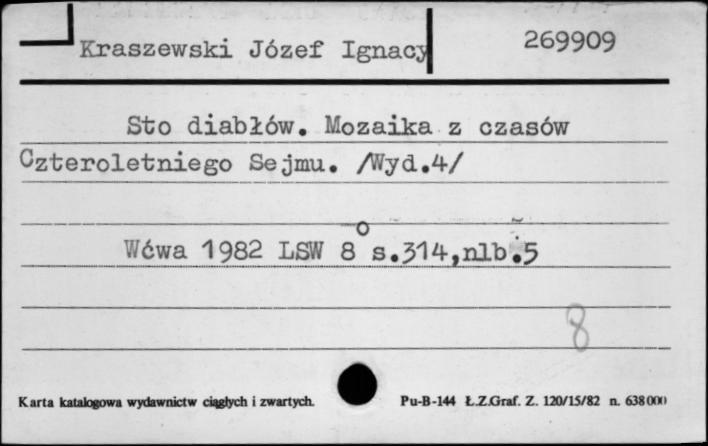 Kraszewski Józef Ignacy 269909
Sto diabłów. Mozaika z czasów
Czteroletniego Sejmu. /Wyd.4/
Wówa 1982 LSW 8° s.314,nlb.5
8
Karta katalogowa wydawnictw ciągłych i zwartych. Pu-B-144 Ł.Z.Graf. Z. 120/15/82 n. 638000